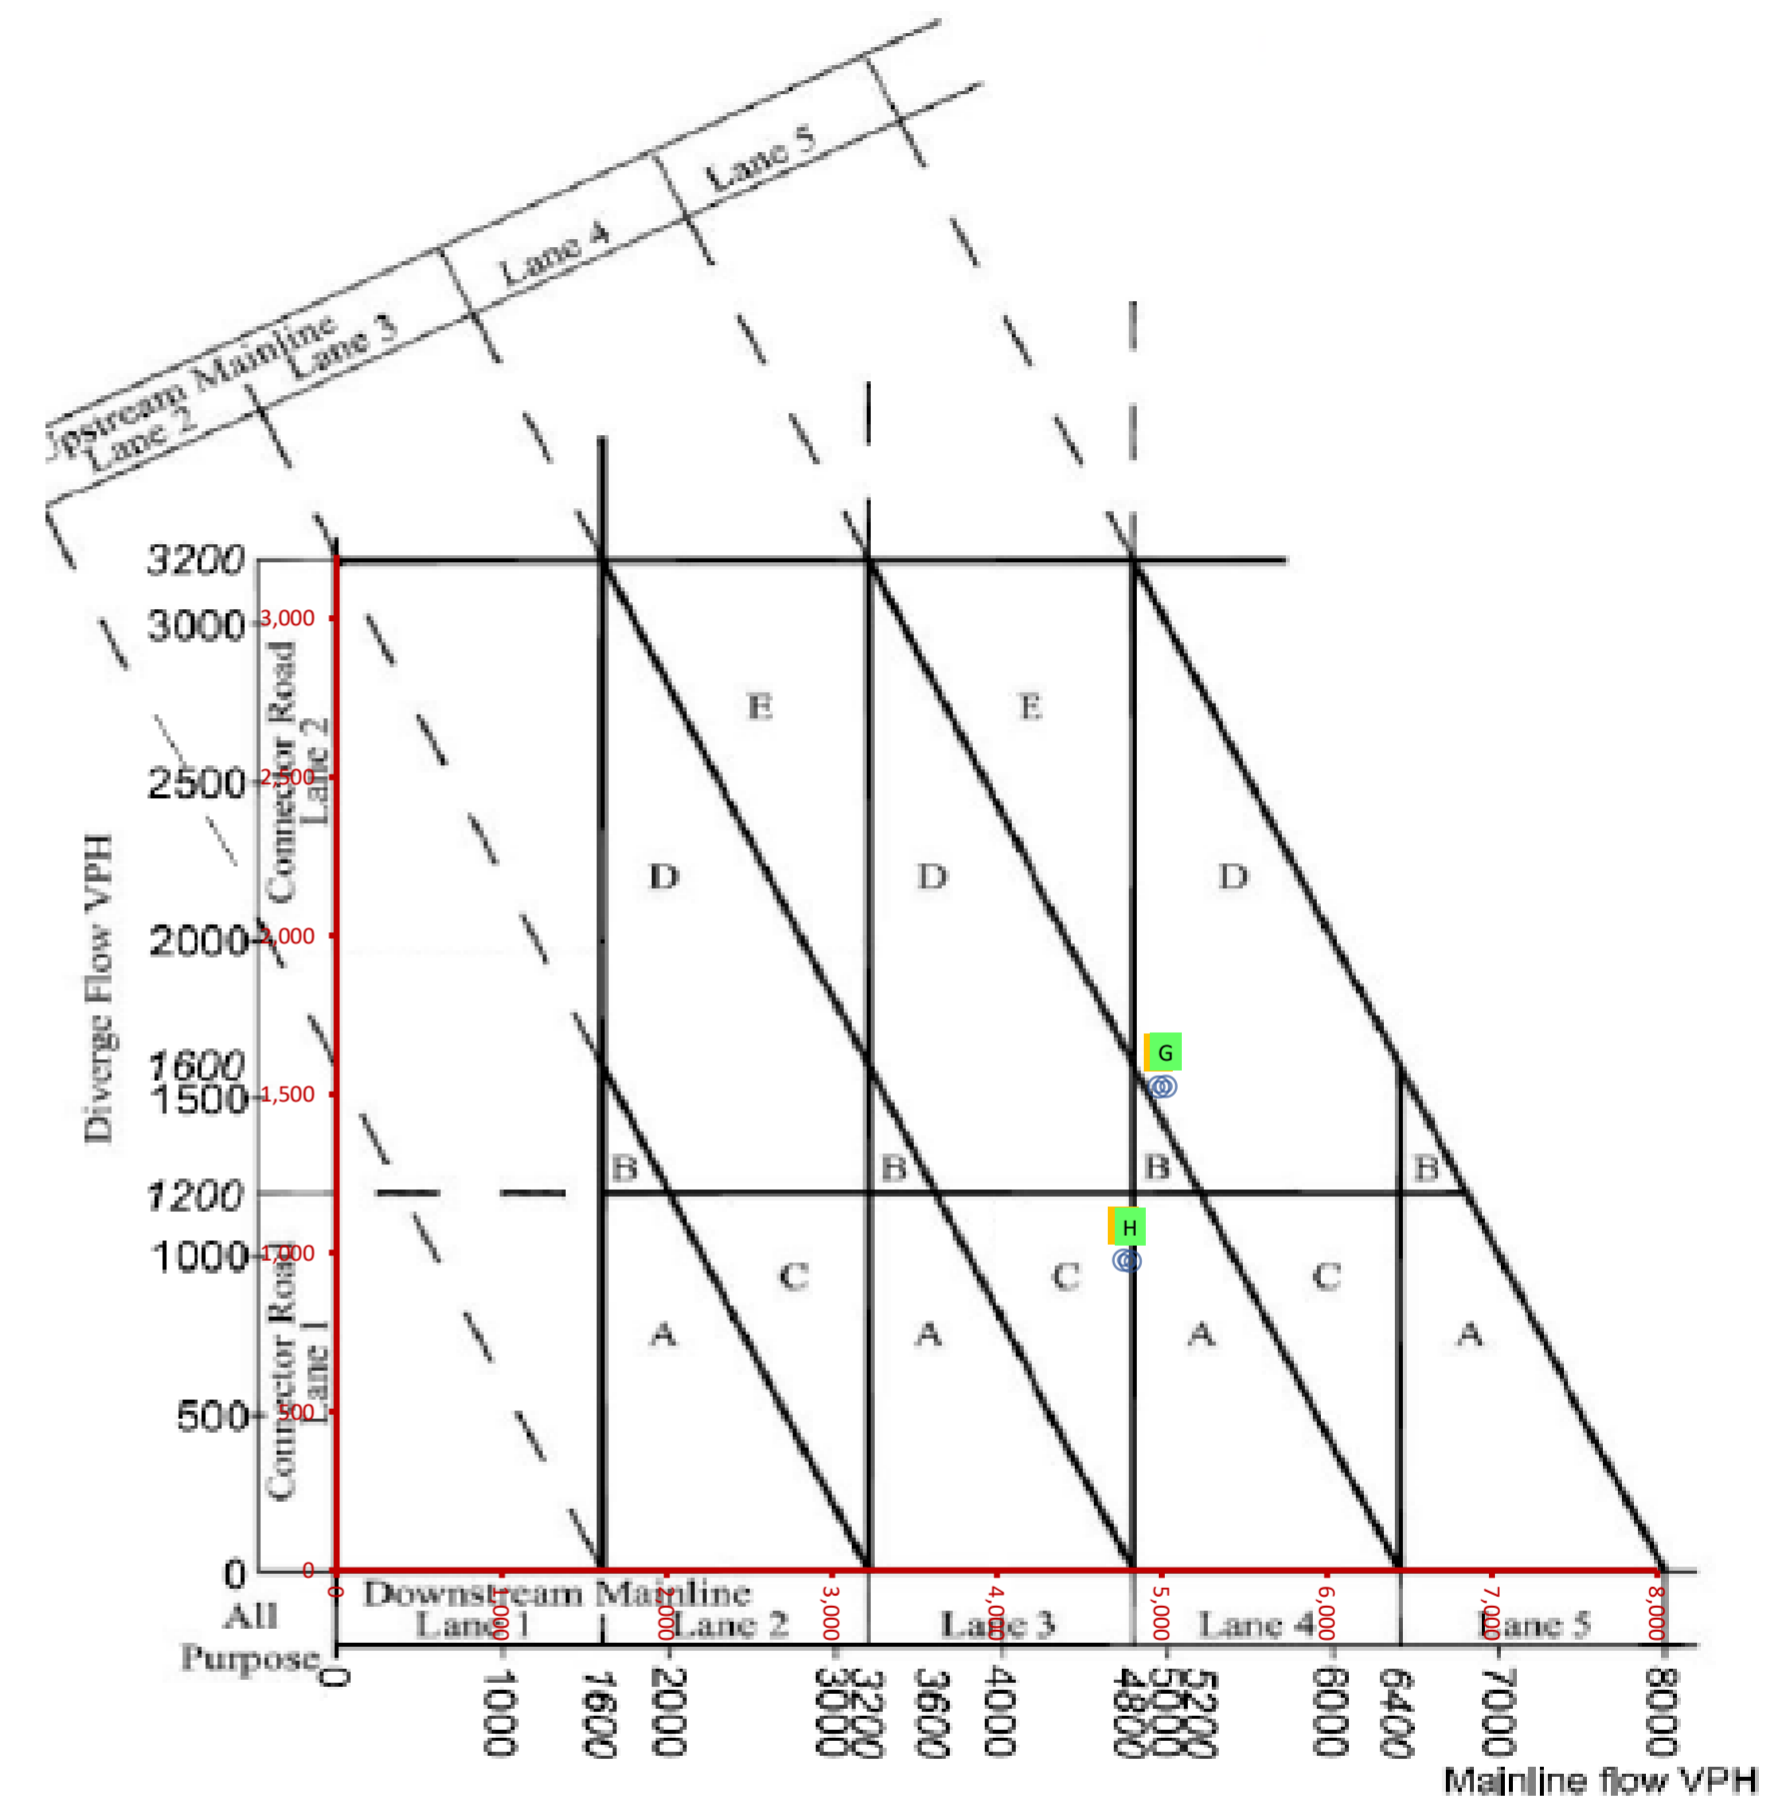 Lane 5
Lane 4
Upstream Mainline
Lane 3
Lane 2
3200
3000
2500
2000
1600
1500
1200
1000
500
0
Diverge Flow VPH
Connector Road
Lane 2
Connector Road
Lane 1
3,000
2,500
2,000
1,500
1,000
500
0
E
E
D
D
D
G
B
B
B
B
H
C
C
C
A
A
A
A
0
1,000
2,000
3,000
4,000
5,000
6,000
7,000
8,000
Downstream Mainline
All
Purpose
Lane 1
Lane 2
Lane 3
Lane 4
Lane 5
0
1000
1600
2000
3000
3200
3600
4000
4800
5000
5200
6000
6400
7000
8000
Mainline flow VPH